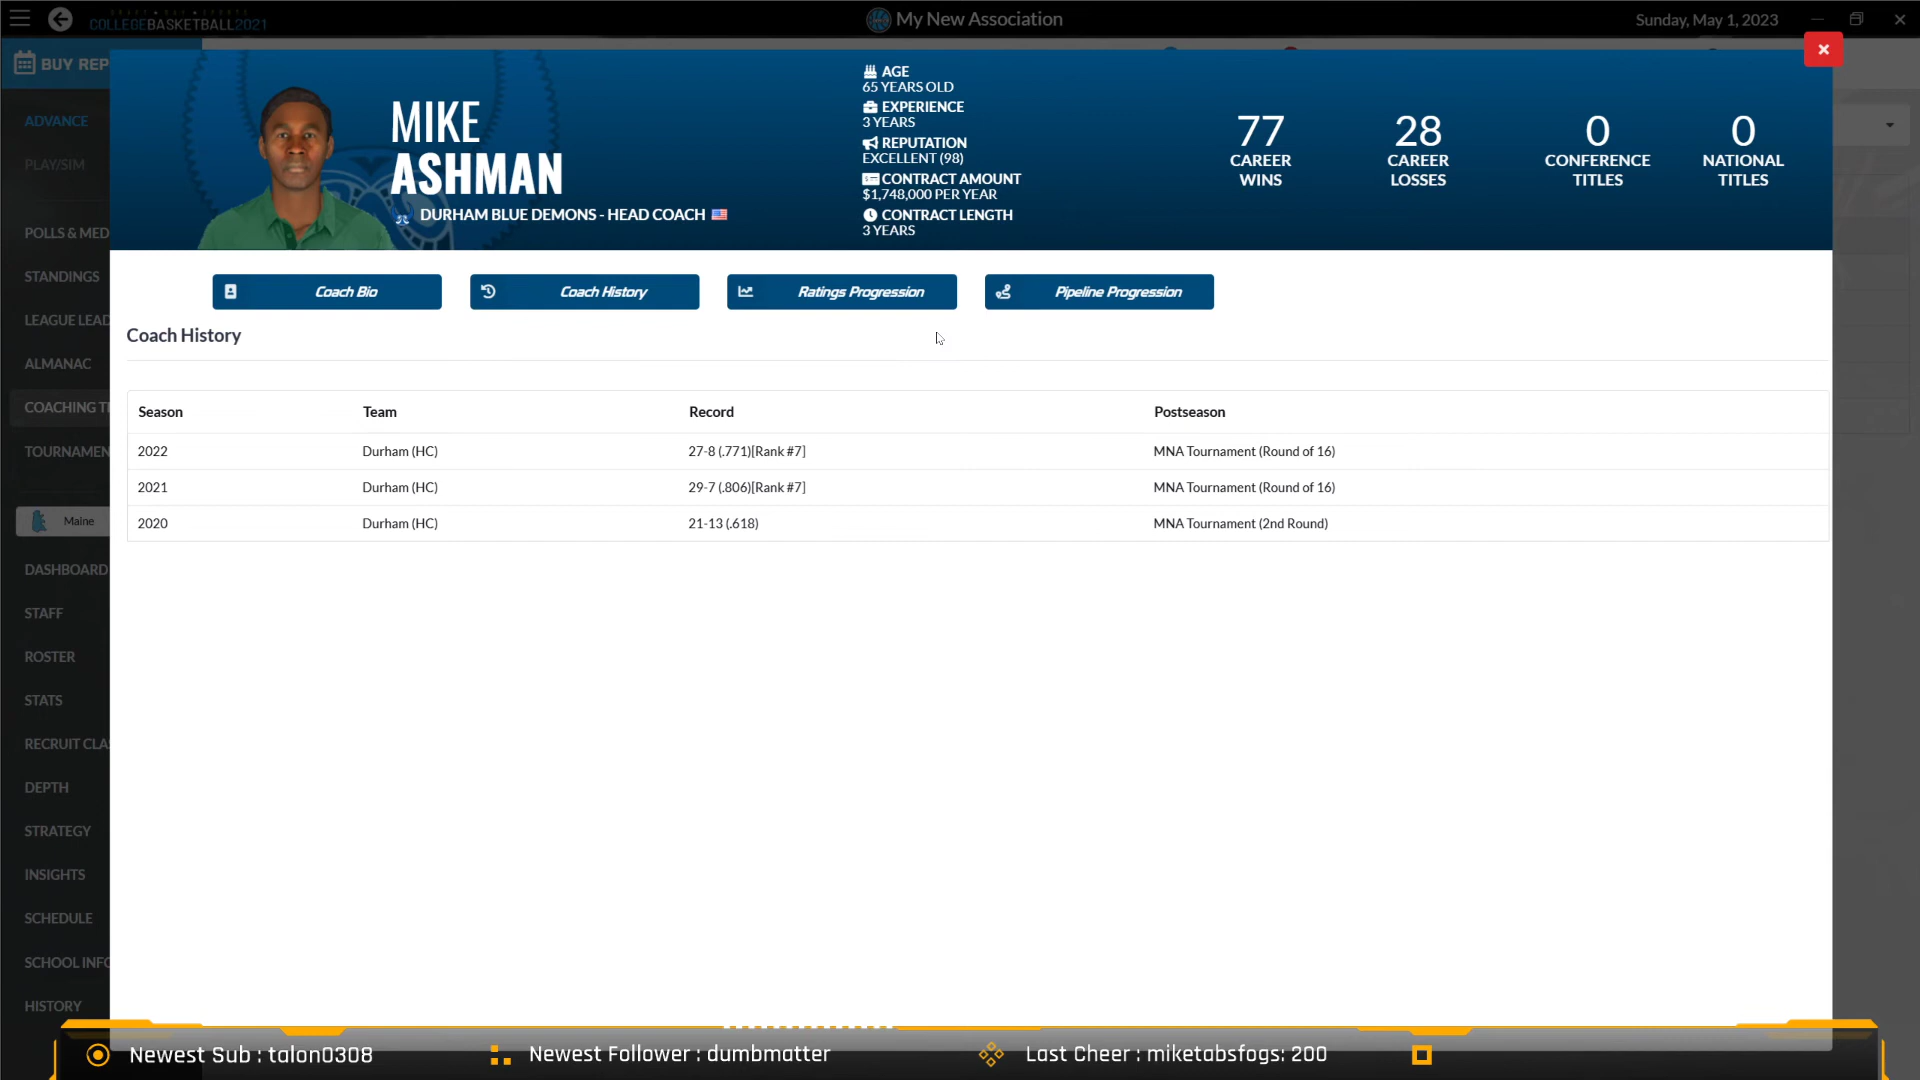 COLLEGEBASKETBALL2021
My New Association
Sunday, May 1, 2023
BUY REP
ADVANCE
PLAY/SIM
POLLS & MED
STANDINGS
LEAGUE LEAD
ALMANAC
COACHING T
TOURNAMEN
Maine
DASHBOARD
STAFF
ROSTER
STATS
RECRUIT CLA
DEPTH
STRATEGY
INSIGHTS
SCHEDULE
SCHOOL INFO
HISTORY
MIKE
ASHMAN
DURHAM BLUE DEMONS - HEAD COACH
AGE
65 YEARS OLD
EXPERIENCE
3 YEARS
REPUTATION
EXCELLENT (98)
CONTRACT AMOUNT
$1,748,000 PER YEAR
CONTRACT LENGTH
3 YEARS
77
CAREER
WINS
28
CAREER
LOSSES
0
CONFERENCE
TITLES
0
NATIONAL
TITLES
Coach Bio
Coach History
Ratings Progression
Pipeline Progression
Coach History
Season Team Record Postseason
2022 Durham (HC) 27-8 (.771)[Rank #7] MNA Tournament (Round of 16)
2021 Durham (HC) 29-7 (.806)[Rank #7] MNA Tournament (Round of 16)
2020 Durham (HC) 21-13 (.618) MNA Tournament (2nd Round)
Newest Sub : talon0308
Newest Follower : dumbmatter
Last Cheer : miketabsfogs: 200